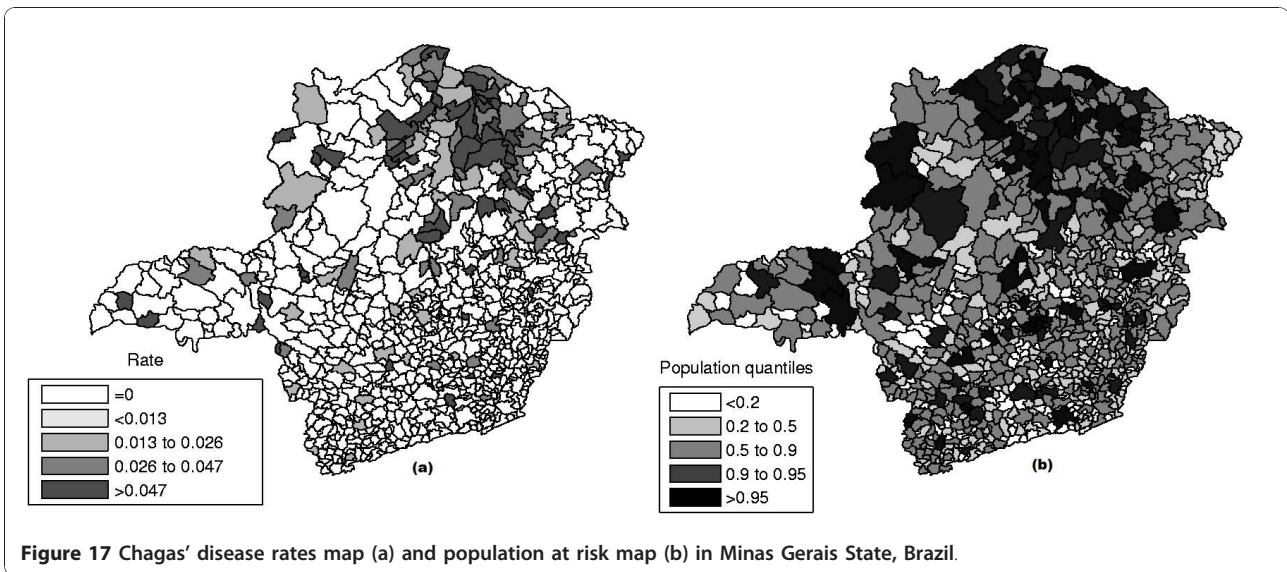 Rate
=0
<0.013
0.013 to 0.026
0.026 to 0.047
>0.047
(a)
Population quantiles
<0.2
0.2 to 0.5
0.5 to 0.9
0.9 to 0.95
>0.95
(b)
Figure 17 Chagas’ disease rates map (a) and population at risk map (b) in Minas Gerais State, Brazil.